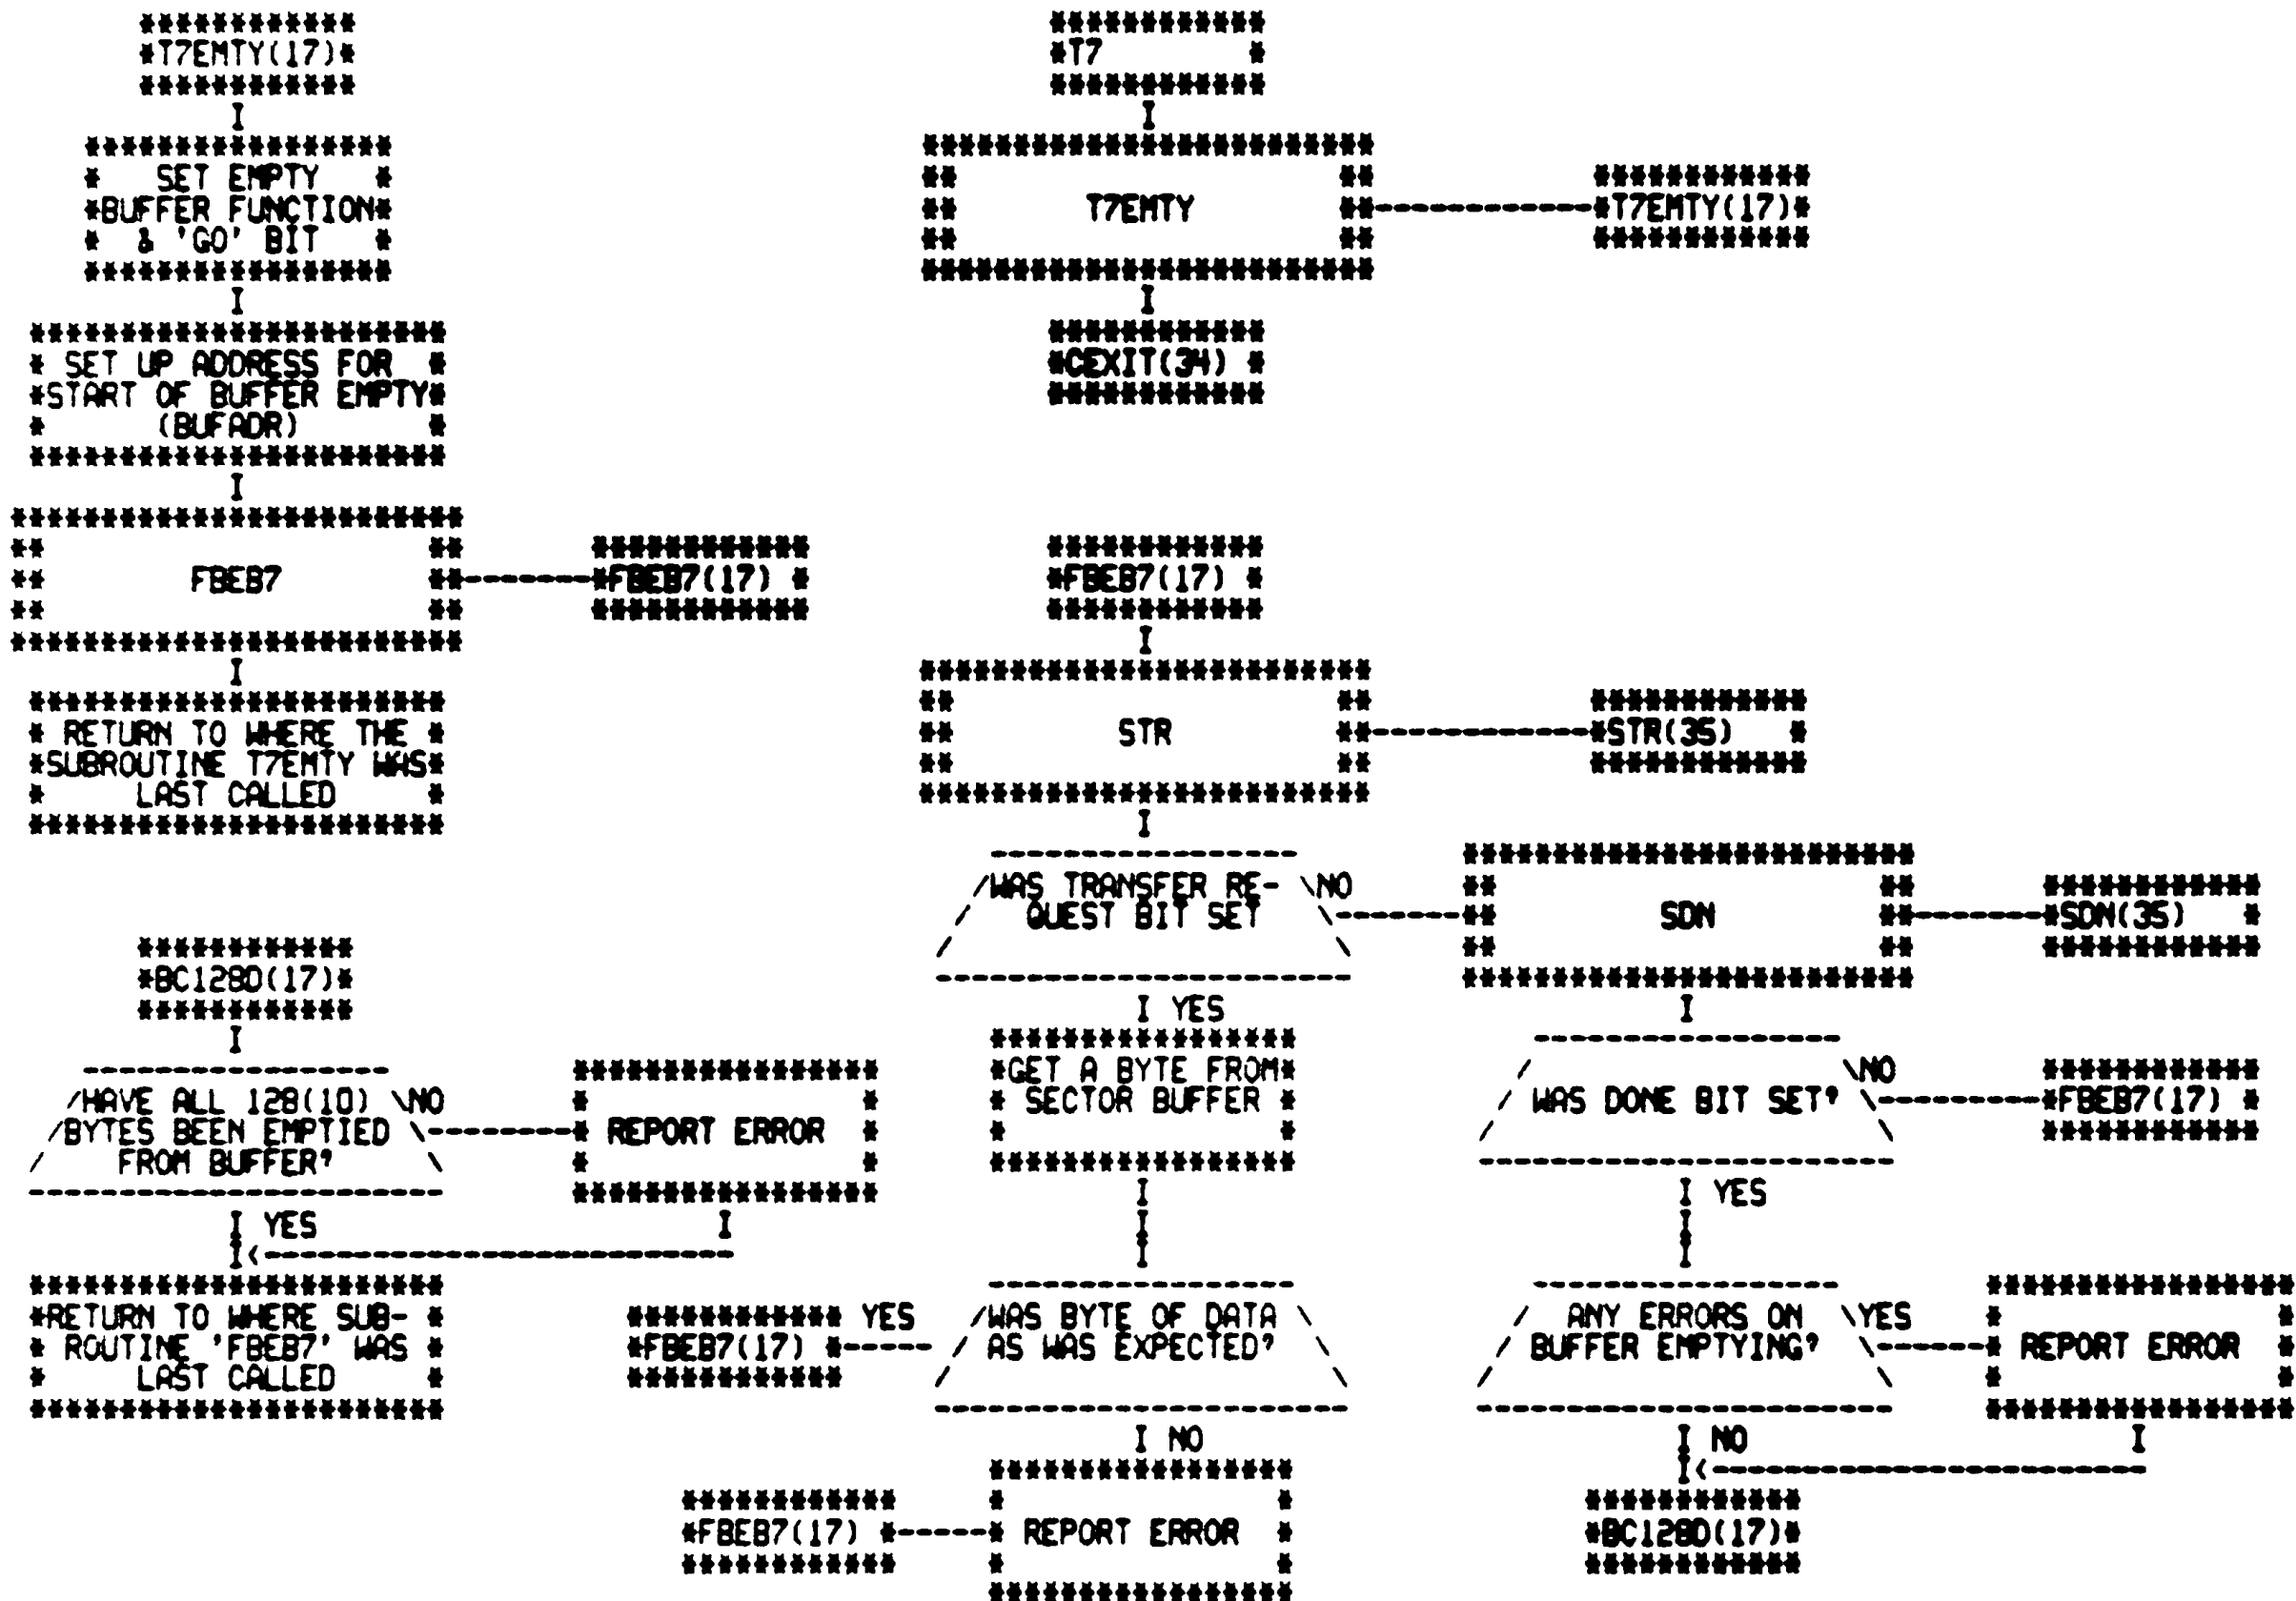 T7EMTY(17)
SET EMPTY
BUFFER FUNCTION
& 'GO' BIT
SET UP ADDRESS FOR
START OF BUFFER EMPTY
(BUFADR)
FBEB7
FBEB7(17)
RETURN TO WHERE THE
SUBROUTINE T7EMTY WAS
LAST CALLED
T7
T7EMTY
T7EMTY(17)
CEXIT(34)
FBEB7(17)
STR
STR(35)
WAS TRANSFER RE-
QUEST BIT SET
NO
SDN
SDN(35)
YES
GET A BYTE FROM
SECTOR BUFFER
WAS DONE BIT SET?
NO
FBEB7(17)
YES
BC128D(17)
HAVE ALL 128(10)
BYTES BEEN EMPTIED
FROM BUFFER?
NO
REPORT ERROR
YES
RETURN TO WHERE SUB-
ROUTINE 'FBEB7' WAS
LAST CALLED
FBEB7(17)
YES
WAS BYTE OF DATA
AS WAS EXPECTED?
NO
FBEB7(17)
REPORT ERROR
ANY ERRORS ON
BUFFER EMPTYING?
YES
REPORT ERROR
NO
BC128D(17)